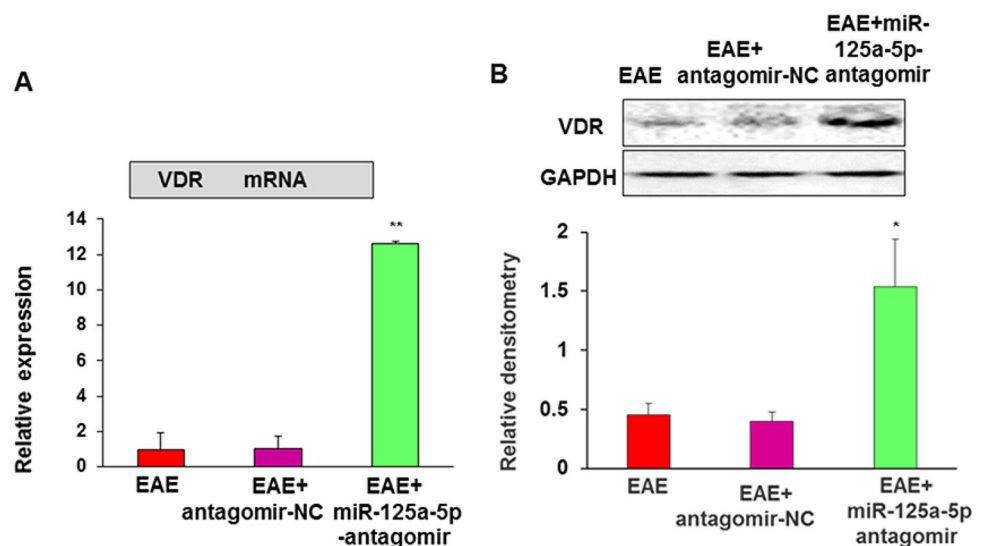 A
VDR mRNA
Relative expression
14
12
10
8
6
4
2
0
**
EAE
EAE+
antagomir-NC
EAE+
miR-125a-5p
-antagomir
B
EAE
EAE+
antagomir-NC
EAE+miR-
125a-5p-
antagomir
VDR
GAPDH
Relative densitometry
2
1.5
1
0.5
0
*
EAE
EAE+
antagomir-NC
EAE+
miR-125a-5p
antagomir